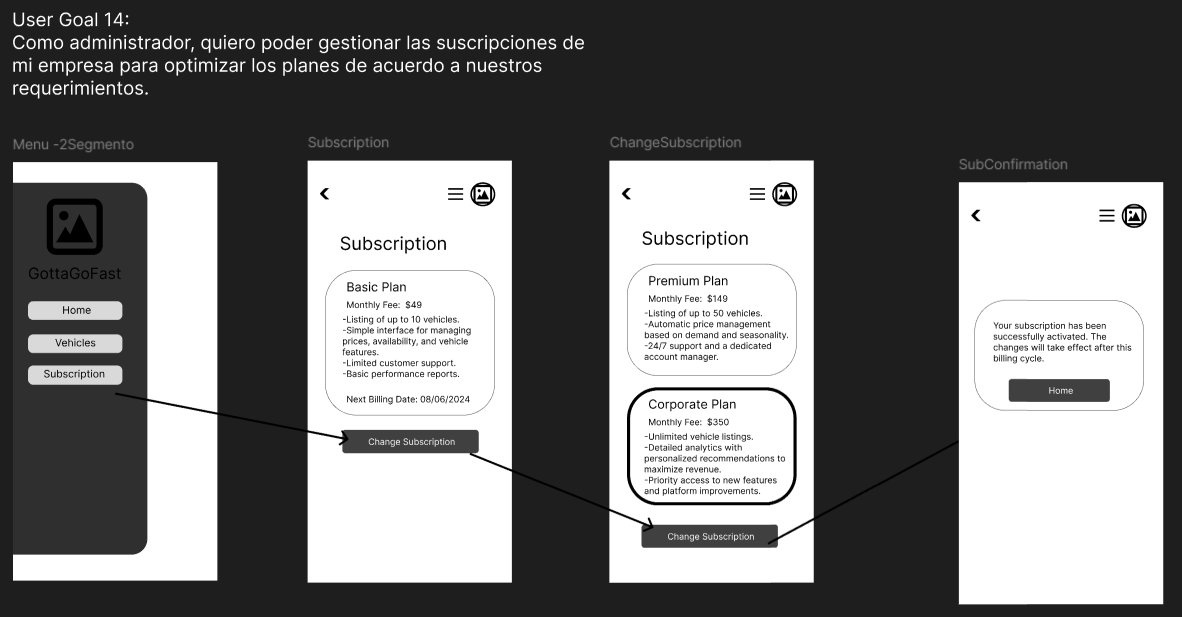 User Goal 14:
Como administrador, quiero poder gestionar las suscripciones de
mi empresa para optimizar los planes de acuerdo a nuestros
requerimientos.
Menu -2Segmento
GottaGoFast
Home
Vehicles
Subscription
Subscription
Subscription
Basic Plan
Monthly Fee: $49
-Listing of up to 10 vehicles.
-Simple interface for managing
prices, availability, and vehicle
features.
-Limited customer support.
-Basic performance reports.
Next Billing Date: 08/06/2024
Change Subscription
ChangeSubscription
Subscription
Premium Plan
Monthly Fee: $149
-Listing of up to 50 vehicles.
-Automatic price management
based on demand and seasonality.
-24/7 support and a dedicated
account manager.
Corporate Plan
Monthly Fee: $350
-Unlimited vehicle listings.
-Detailed analytics with
personalized recommendations to
maximize revenue.
-Priority access to new features
and platform improvements.
Change Subscription
SubConfirmation
Your subscription has been
successfully activated. The
changes will take effect after this
billing cycle.
Home